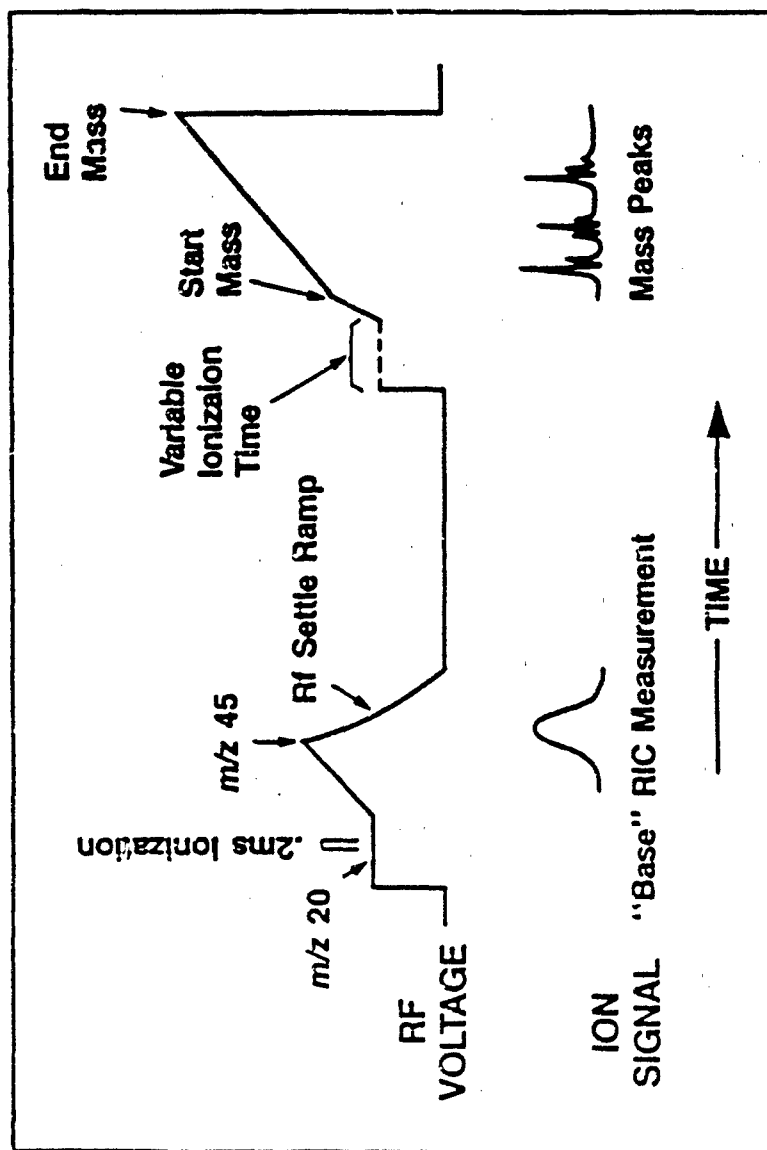 m/z 20
.2ms Ionization
m/z 45
Rf Settle Ramp
Variable
Ionizaion
Time
Start
Mass
End
Mass
RF
VOLTAGE
ION
SIGNAL
"Base" RIC Measurement
Mass Peaks
TIME